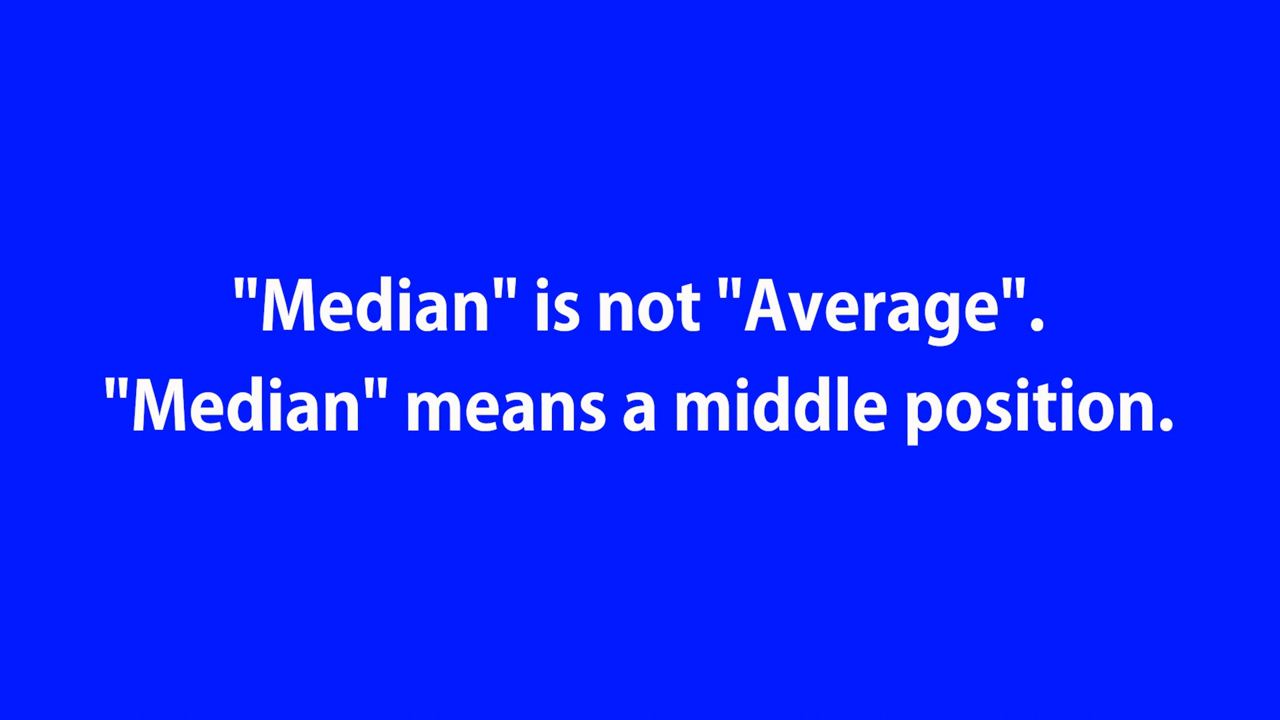 "Median" is not "Average".
"Median" means a middle position.